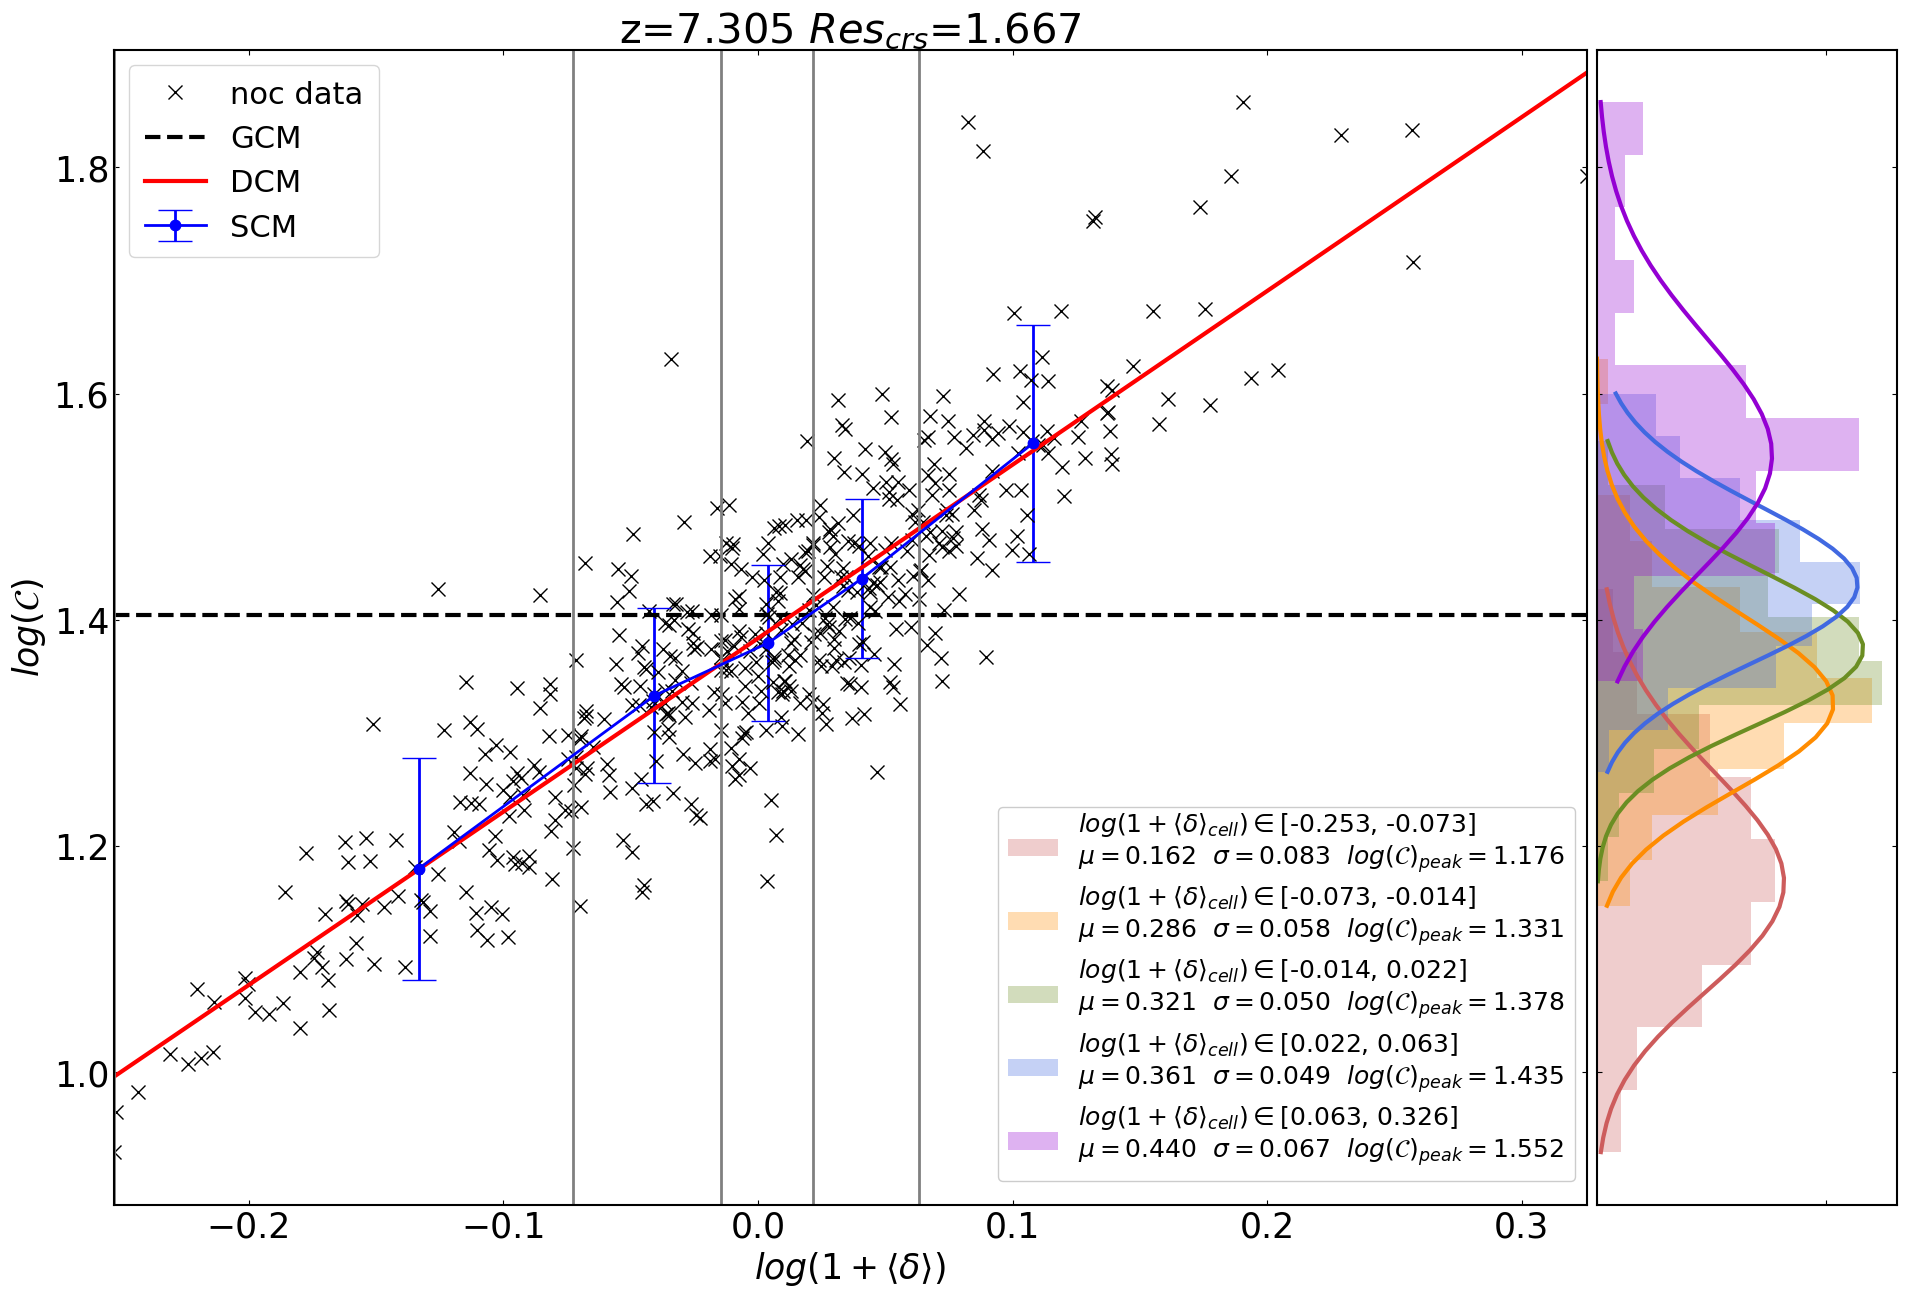 z=7.305 Res_crs=1.667
noc data
GCM
DCM
SCM
log(𝒞)
1.8
1.6
1.4
1.2
1.0
log(1 + ⟨δ⟩_cell) ∈ [-0.253, -0.073]
μ = 0.162 σ = 0.083 log(𝒞)_peak = 1.176
log(1 + ⟨δ⟩_cell) ∈ [-0.073, -0.014]
μ = 0.286 σ = 0.058 log(𝒞)_peak = 1.331
log(1 + ⟨δ⟩_cell) ∈ [-0.014, 0.022]
μ = 0.321 σ = 0.050 log(𝒞)_peak = 1.378
log(1 + ⟨δ⟩_cell) ∈ [0.022, 0.063]
μ = 0.361 σ = 0.049 log(𝒞)_peak = 1.435
log(1 + ⟨δ⟩_cell) ∈ [0.063, 0.326]
μ = 0.440 σ = 0.067 log(𝒞)_peak = 1.552
−0.2 −0.1 0.0 0.1 0.2 0.3
log(1 + ⟨δ⟩)